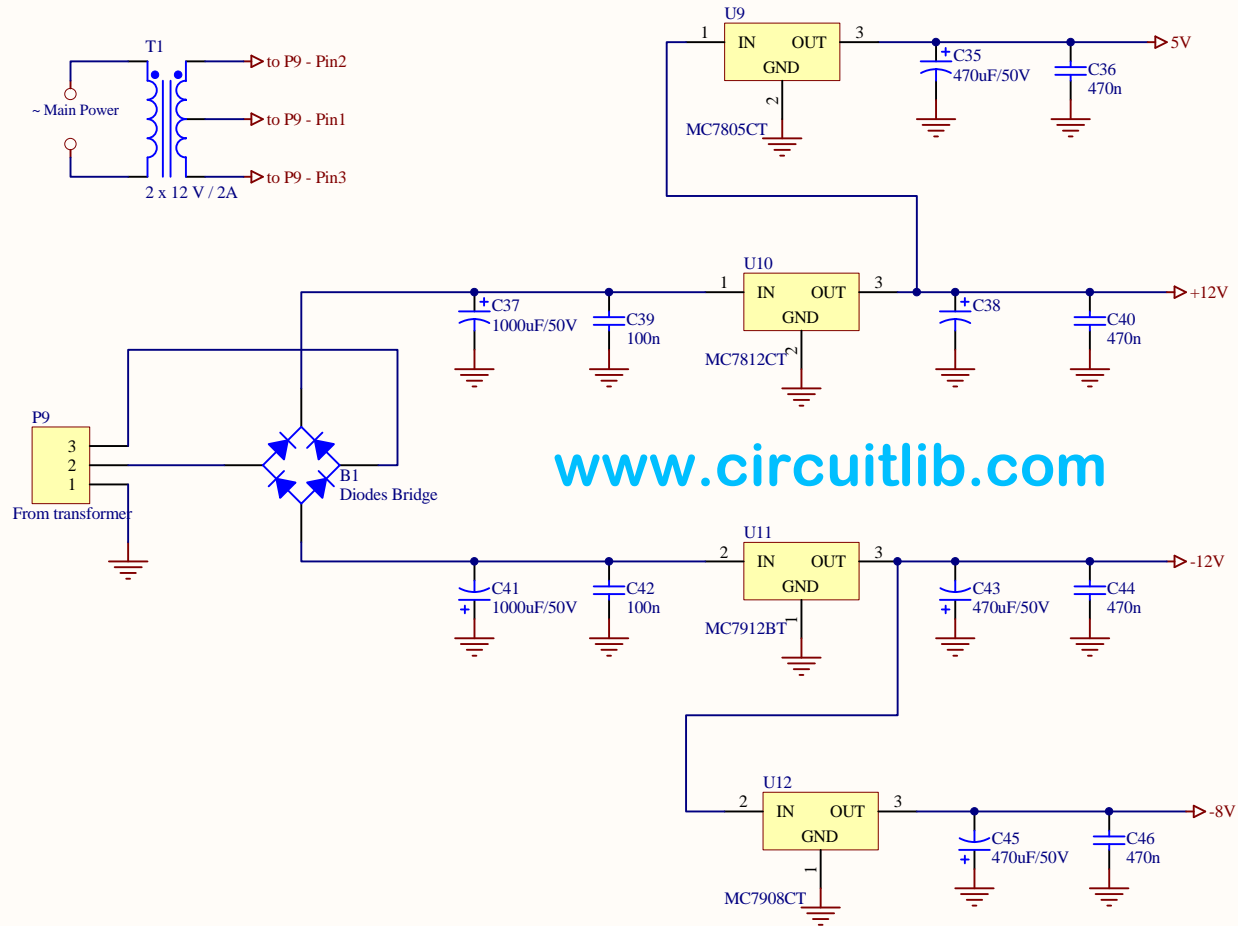 T1
to P9 - Pin2
~ Main Power
to P9 - Pin1
to P9 - Pin3
2 x 12 V / 2A
U9
1
IN
OUT
3
GND
2
MC7805CT
C35
470uF/50V
C36
470n
5V
U10
1
IN
OUT
3
GND
2
MC7812CT
C37
1000uF/50V
C39
100n
C38
C40
470n
+12V
P9
3
2
1
From transformer
B1
Diodes Bridge
www.circuitlib.com
U11
2
IN
OUT
3
GND
1
MC7912BT
C41
1000uF/50V
C42
100n
C43
470uF/50V
C44
470n
-12V
U12
2
IN
OUT
3
GND
1
MC7908CT
C45
470uF/50V
C46
470n
-8V